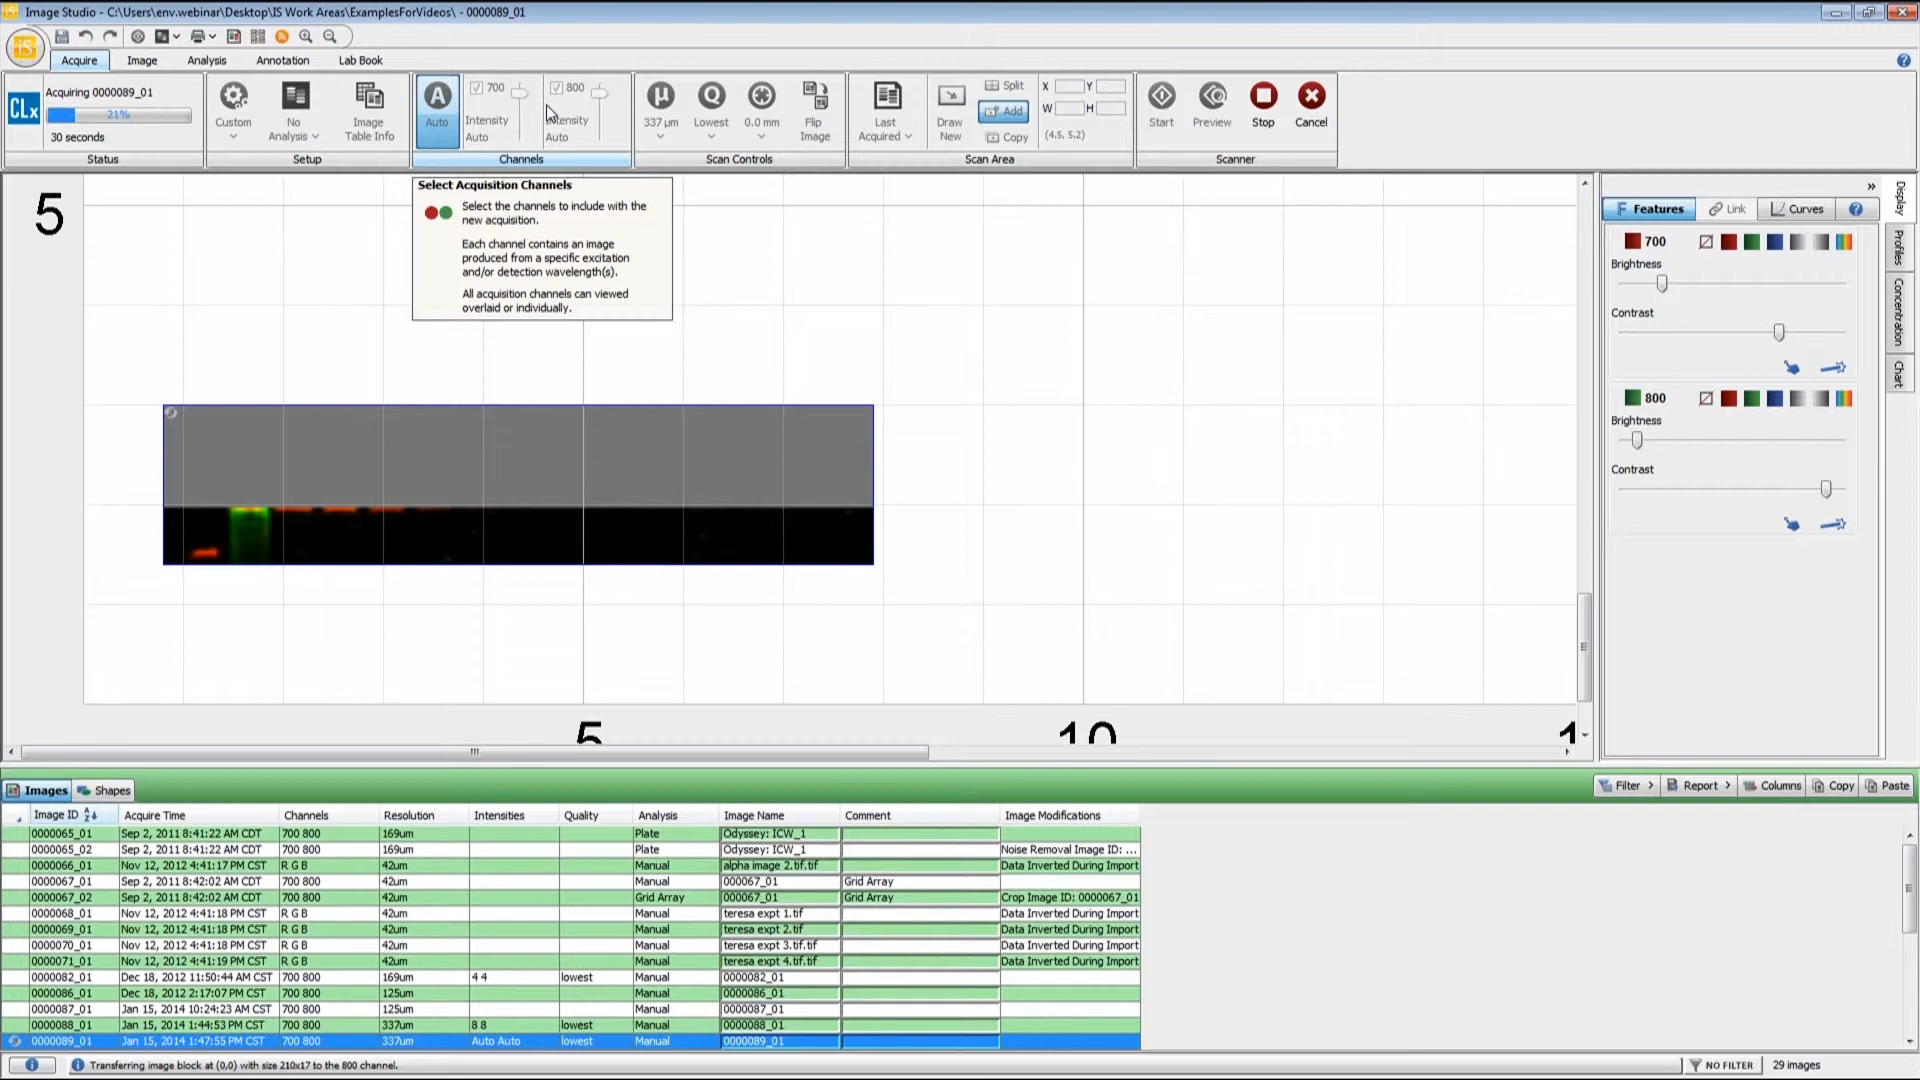 Image Studio - C:\Users\env.webinar\Desktop\IS Work Areas\ExamplesForVideos\ - 0000089_01
iS
Acquire Image Analysis Annotation Lab Book
CLx
Acquiring 0000089_01
21%
30 seconds
Status
Custom
No Analysis
Image Table Info
Setup
A
Auto
700
Intensity
Auto
800
Intensity
Auto
Channels
µ
337 µm
Q
Lowest
0.0 mm
Flip Image
Scan Controls
Last Acquired
Draw New
Split
Add
Copy
X Y
W H
(4.5, 5.2)
Scan Area
Start
Preview
Stop
Cancel
Scanner
Select Acquisition Channels
Select the channels to include with the
new acquisition.
Each channel contains an image
produced from a specific excitation
and/or detection wavelength(s).
All acquisition channels can viewed
overlaid or individually.
5
5 10 1
»
F Features Link Curves ?
700
Brightness
Contrast
800
Brightness
Contrast
Display
Profiles
Concentration
Chart
Images Shapes
Filter > Report > Columns Copy Paste
Image ID Acquire Time Channels Resolution Intensities Quality Analysis Image Name Comment Image Modifications
0000065_01 Sep 2, 2011 8:41:22 AM CDT 700 800 169um Plate Odyssey: ICW_1
0000065_02 Sep 2, 2011 8:41:22 AM CDT 700 800 169um Plate Odyssey: ICW_1 Noise Removal Image ID: ...
0000066_01 Nov 12, 2012 4:41:17 PM CST R G B 42um Manual alpha image 2.tif.tif Data Inverted During Import
0000067_01 Sep 2, 2011 8:42:02 AM CDT 700 800 42um Manual 000067_01 Grid Array
0000067_02 Sep 2, 2011 8:42:02 AM CDT 700 800 42um Grid Array 000067_01 Grid Array Crop Image ID: 0000067_01
0000068_01 Nov 12, 2012 4:41:18 PM CST R G B 42um Manual teresa expt 1.tif Data Inverted During Import
0000069_01 Nov 12, 2012 4:41:18 PM CST R G B 42um Manual teresa expt 2.tif Data Inverted During Import
0000070_01 Nov 12, 2012 4:41:18 PM CST R G B 42um Manual teresa expt 3.tif.tif Data Inverted During Import
0000071_01 Nov 12, 2012 4:41:19 PM CST R G B 42um Manual teresa expt 4.tif.tif Data Inverted During Import
0000082_01 Dec 18, 2012 11:50:44 AM CST 700 800 169um 4 4 lowest Manual 0000082_01
0000086_01 Dec 18, 2012 2:17:07 PM CST 700 800 125um Manual 0000086_01
0000087_01 Jan 15, 2014 10:24:23 AM CST 700 800 125um Manual 0000087_01
0000088_01 Jan 15, 2014 1:44:53 PM CST 700 800 337um 8 8 lowest Manual 0000088_01
0000089_01 Jan 15, 2014 1:47:55 PM CST 700 800 337um Auto Auto lowest Manual 0000089_01
Transferring image block at (0,0) with size 210x17 to the 800 channel.
NO FILTER 29 images